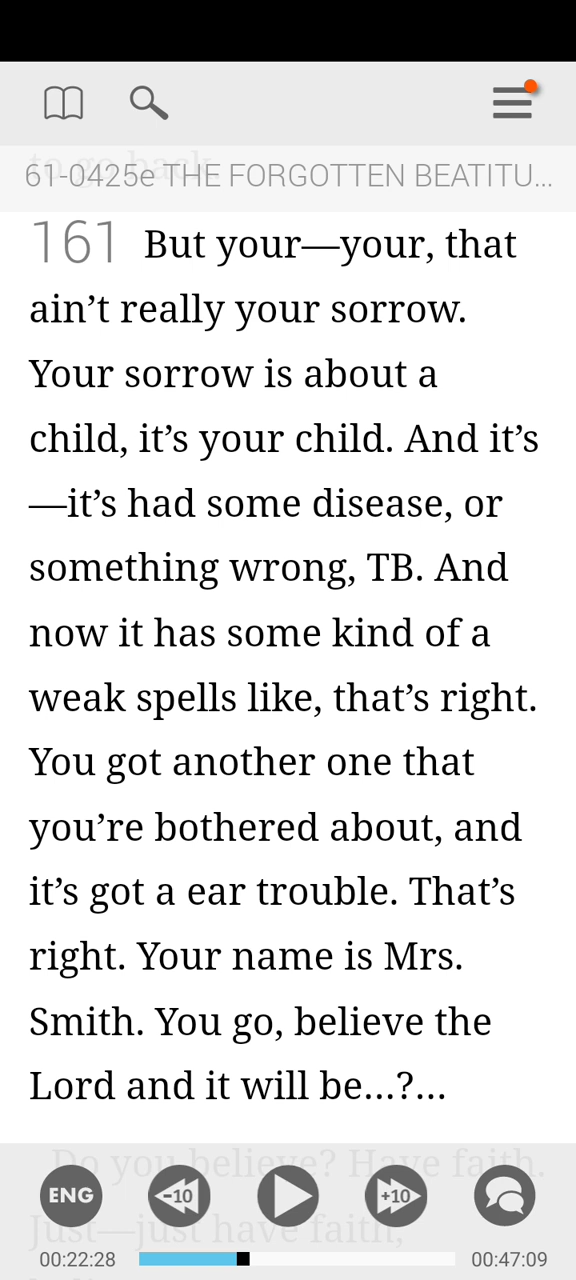 to go back.
61-0425e THE FORGOTTEN BEATITU...
161 But your—your, that
ain’t really your sorrow.
Your sorrow is about a
child, it’s your child. And it’s
—it’s had some disease, or
something wrong, TB. And
now it has some kind of a
weak spells like, that’s right.
You got another one that
you’re bothered about, and
it’s got a ear trouble. That’s
right. Your name is Mrs.
Smith. You go, believe the
Lord and it will be...?...
Do you believe? Have faith.
Just—just have faith,
ENG -10 +10
00:22:28 00:47:09